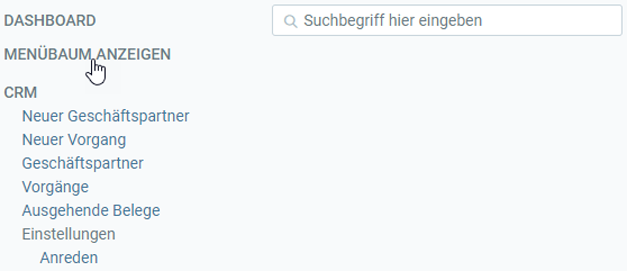 DASHBOARD
Suchbegriff hier eingeben
MENÜBAUM ANZEIGEN
CRM
Neuer Geschäftspartner
Neuer Vorgang
Geschäftspartner
Vorgänge
Ausgehende Belege
Einstellungen
Anreden